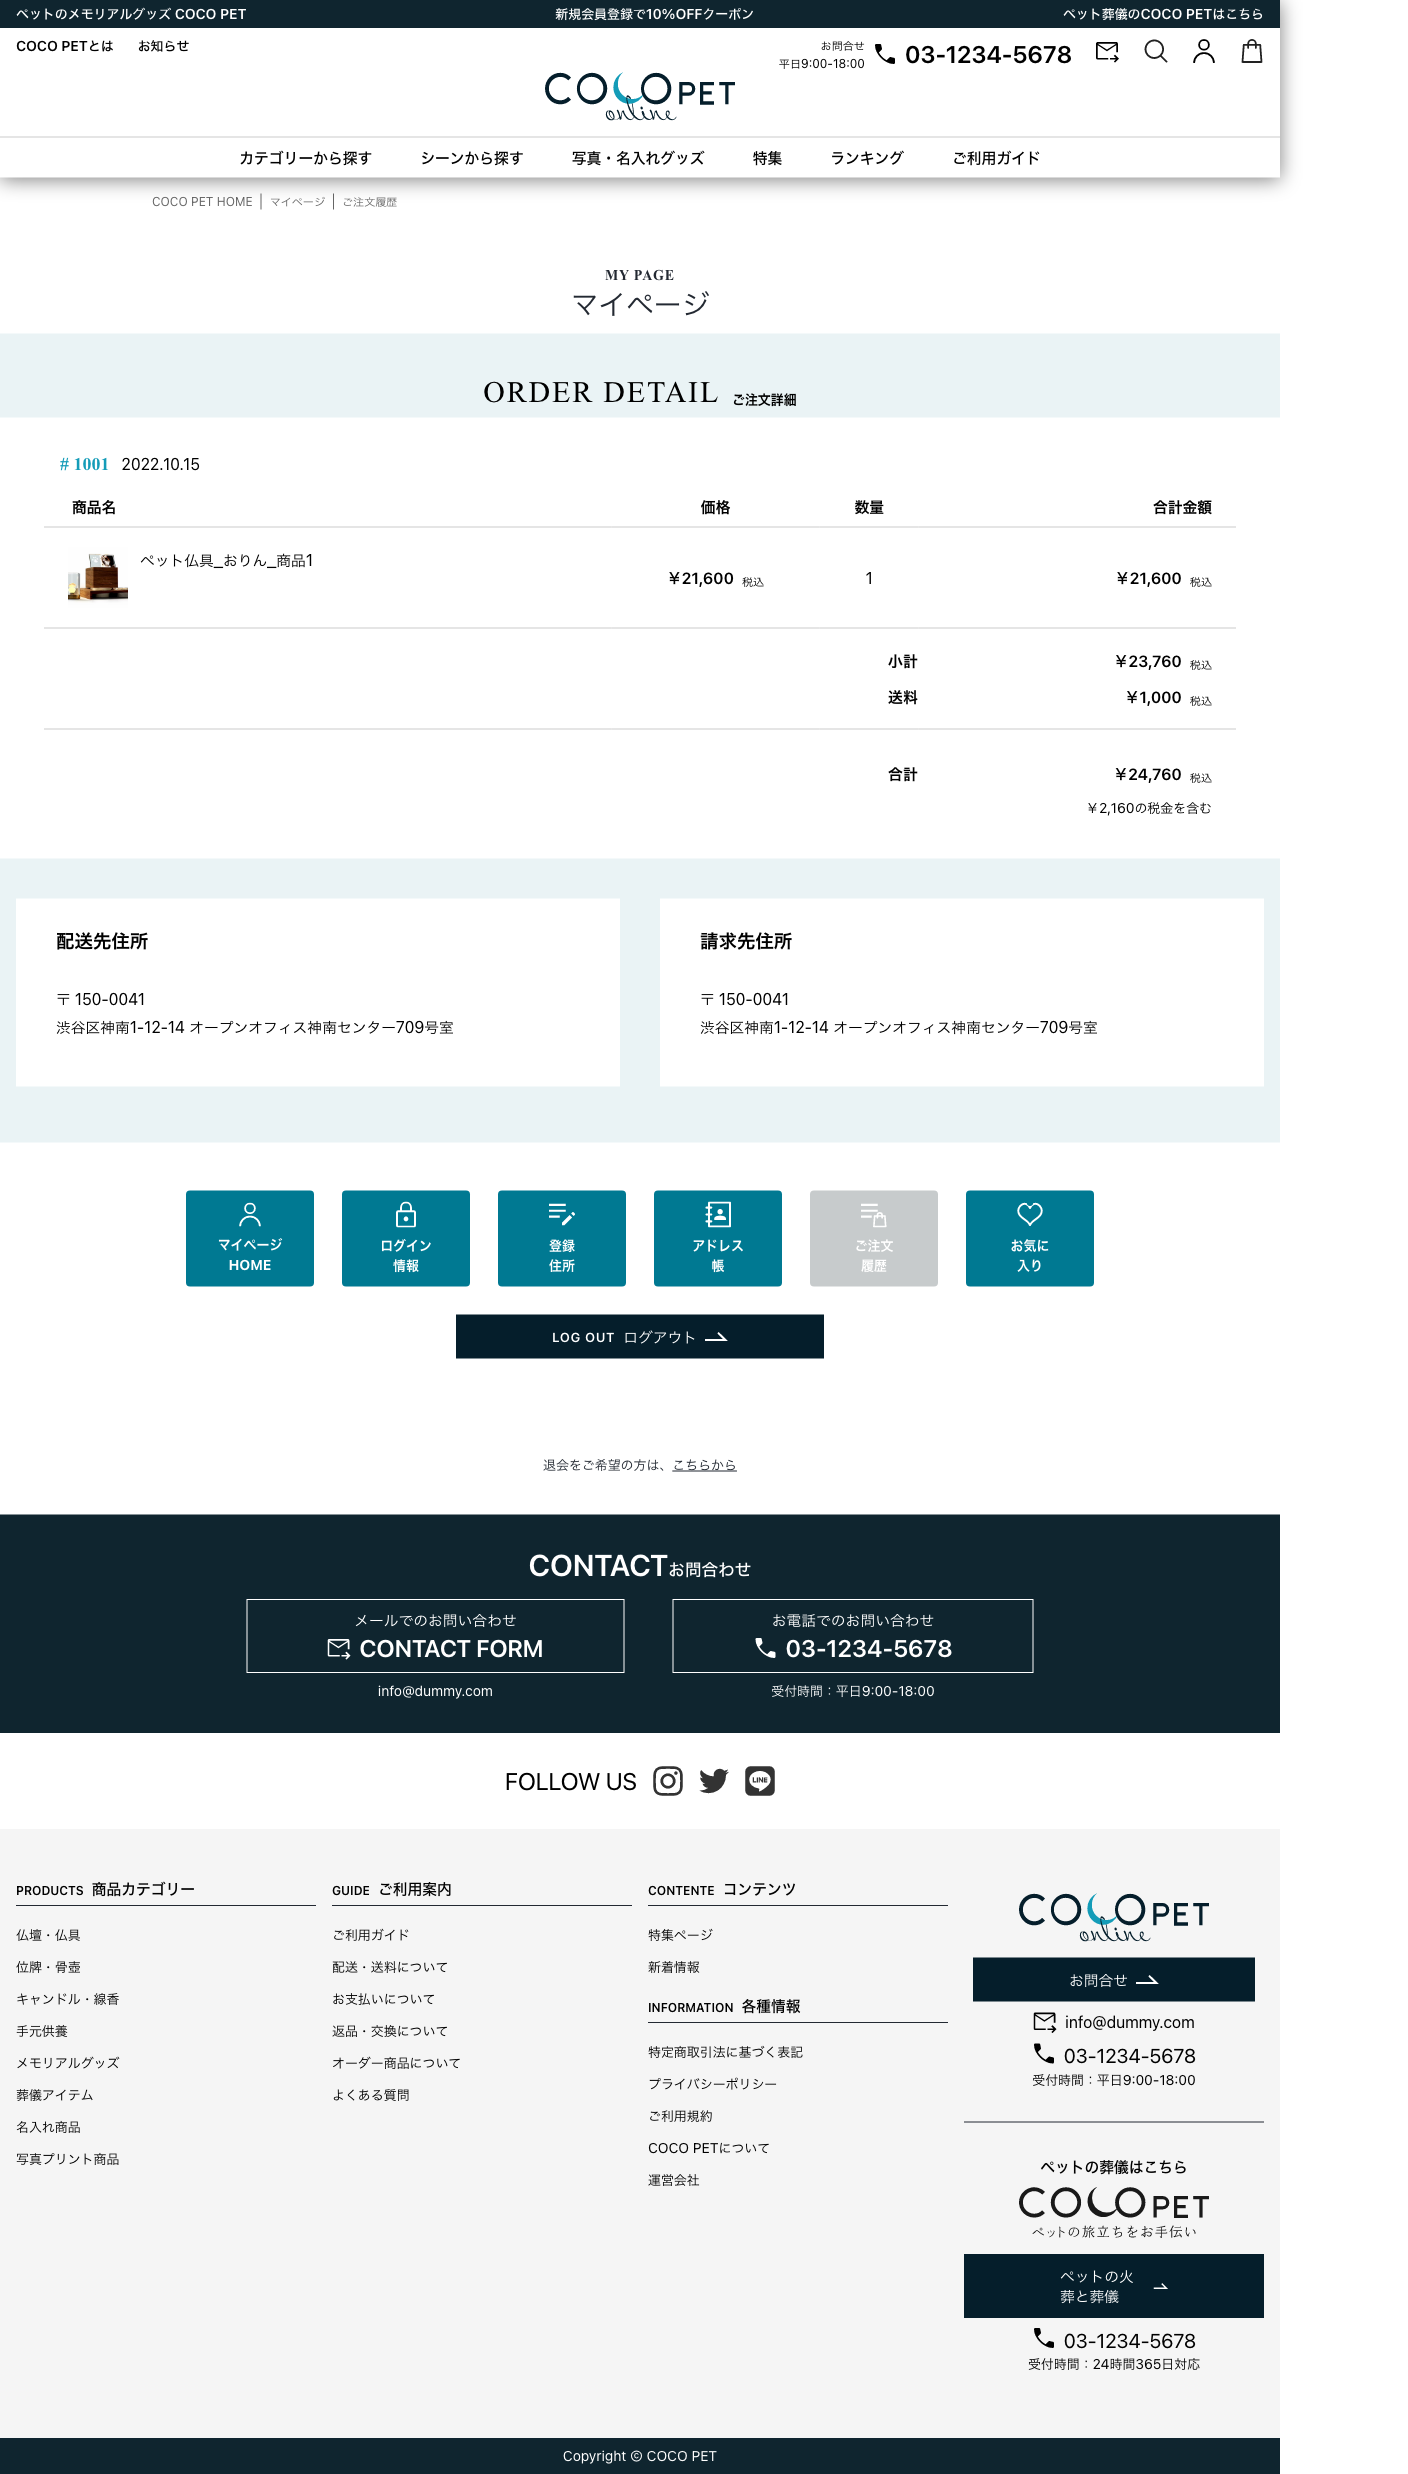 ペットのメモリアルグッズ COCO PET
新規会員登録で10%OFFクーポン
ペット葬儀のCOCO PETはこちら
COCO PETとは
お知らせ
お問合せ
平日9:00-18:00
03-1234-5678
COCOPET
online
カテゴリーから探す
シーンから探す
写真・名入れグッズ
特集
ランキング
ご利用ガイド
COCO PET HOME
マイページ
ご注文履歴
MY PAGE
マイページ
ORDER DETAIL ご注文詳細
# 1001 2022.10.15
商品名 価格 数量 合計金額
ペット仏具_おりん_商品1
￥21,600 税込 1 ￥21,600 税込
小計 ￥23,760 税込
送料 ￥1,000 税込
合計 ￥24,760 税込
￥2,160の税金を含む
配送先住所
〒 150-0041
渋谷区神南1-12-14 オープンオフィス神南センター709号室
請求先住所
〒 150-0041
渋谷区神南1-12-14 オープンオフィス神南センター709号室
マイページ
HOME
ログイン
情報
登録
住所
アドレス
帳
ご注文
履歴
お気に
入り
LOG OUT ログアウト
退会をご希望の方は、こちらから
CONTACTお問合わせ
メールでのお問い合わせ
CONTACT FORM
info@dummy.com
お電話でのお問い合わせ
03-1234-5678
受付時間：平日9:00-18:00
FOLLOW US
LINE
PRODUCTS 商品カテゴリー
仏壇・仏具
位牌・骨壺
キャンドル・線香
手元供養
メモリアルグッズ
葬儀アイテム
名入れ商品
写真プリント商品
GUIDE ご利用案内
ご利用ガイド
配送・送料について
お支払いについて
返品・交換について
オーダー商品について
よくある質問
CONTENTE コンテンツ
特集ページ
新着情報
INFORMATION 各種情報
特定商取引法に基づく表記
プライバシーポリシー
ご利用規約
COCO PETについて
運営会社
COCOPET
online
お問合せ
info@dummy.com
03-1234-5678
受付時間：平日9:00-18:00
ペットの葬儀はこちら
COCOPET
ペットの旅立ちをお手伝い
ペットの火
葬と葬儀
03-1234-5678
受付時間：24時間365日対応
Copyright © COCO PET